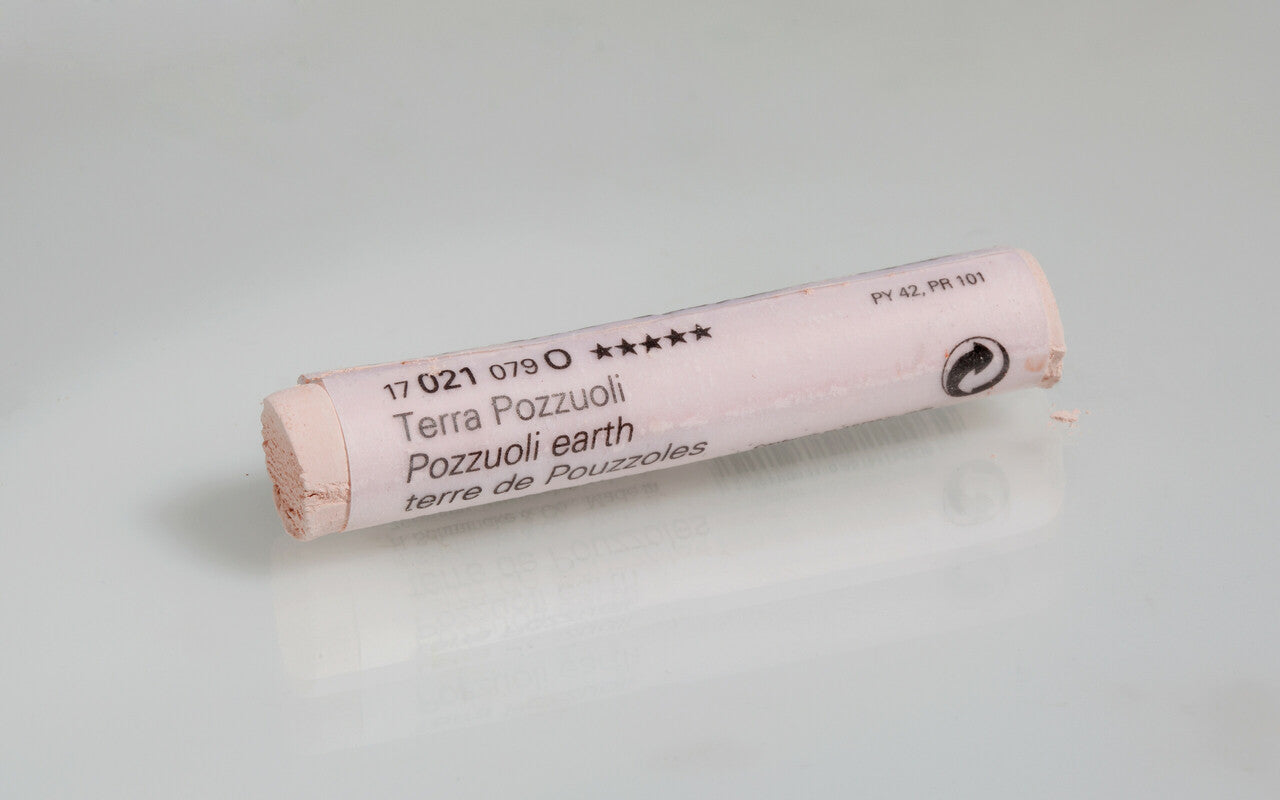 17 021 079 O ★★★★★
PY 42, PR 101
Terra Pozzuoli
Pozzuoli earth
terre de Pouzzoles